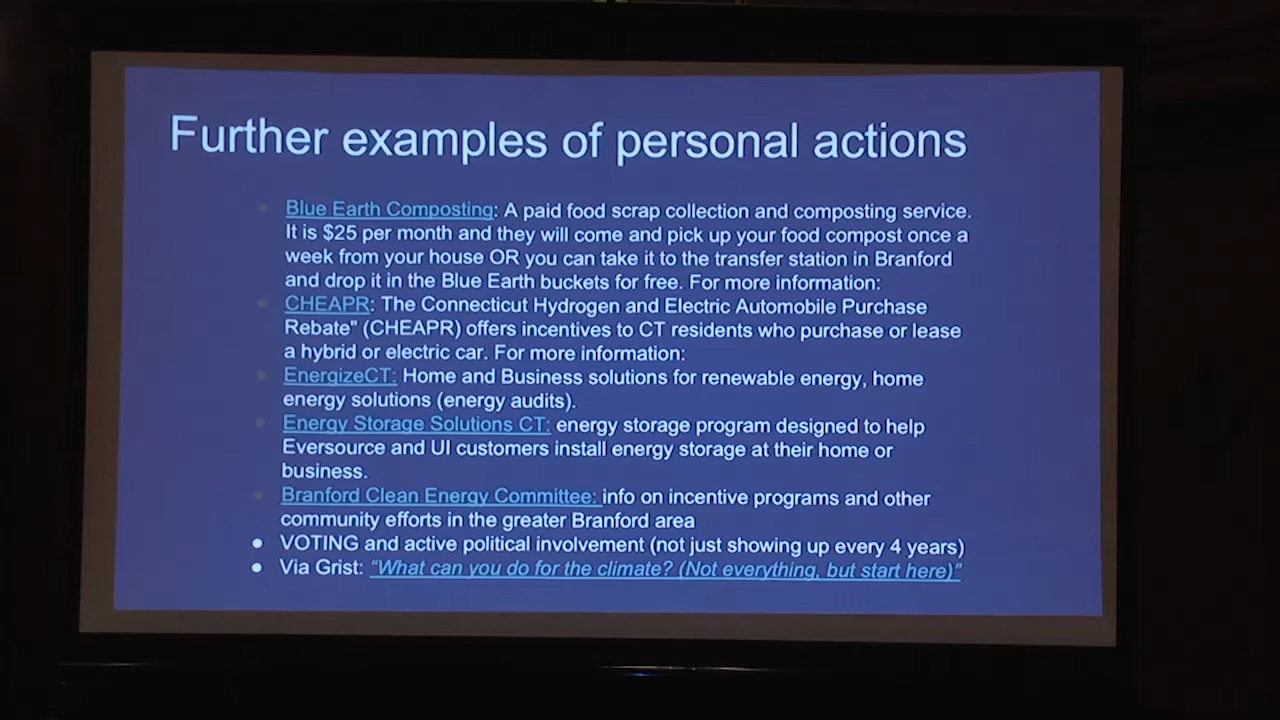 Further examples of personal actions
Blue Earth Composting: A paid food scrap collection and composting service.
It is $25 per month and they will come and pick up your food compost once a
week from your house OR you can take it to the transfer station in Branford
and drop it in the Blue Earth buckets for free. For more information:
CHEAPR: The Connecticut Hydrogen and Electric Automobile Purchase
Rebate" (CHEAPR) offers incentives to CT residents who purchase or lease
a hybrid or electric car. For more information:
EnergizeCT: Home and Business solutions for renewable energy, home
energy solutions (energy audits).
Energy Storage Solutions CT: energy storage program designed to help
Eversource and UI customers install energy storage at their home or
business.
Branford Clean Energy Committee: info on incentive programs and other
community efforts in the greater Branford area
VOTING and active political involvement (not just showing up every 4 years)
Via Grist: “What can you do for the climate? (Not everything, but start here)”